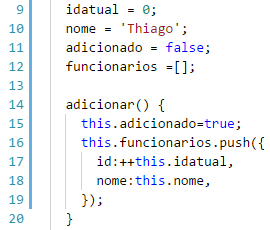 9 idatual = 0;
10 nome = 'Thiago';
11 adicionado = false;
12 funcionarios =[];
13
14 adicionar() {
15 this.adicionado=true;
16 this.funcionarios.push({
17 id:++this.idatual,
18 nome:this.nome,
19 });
20 }